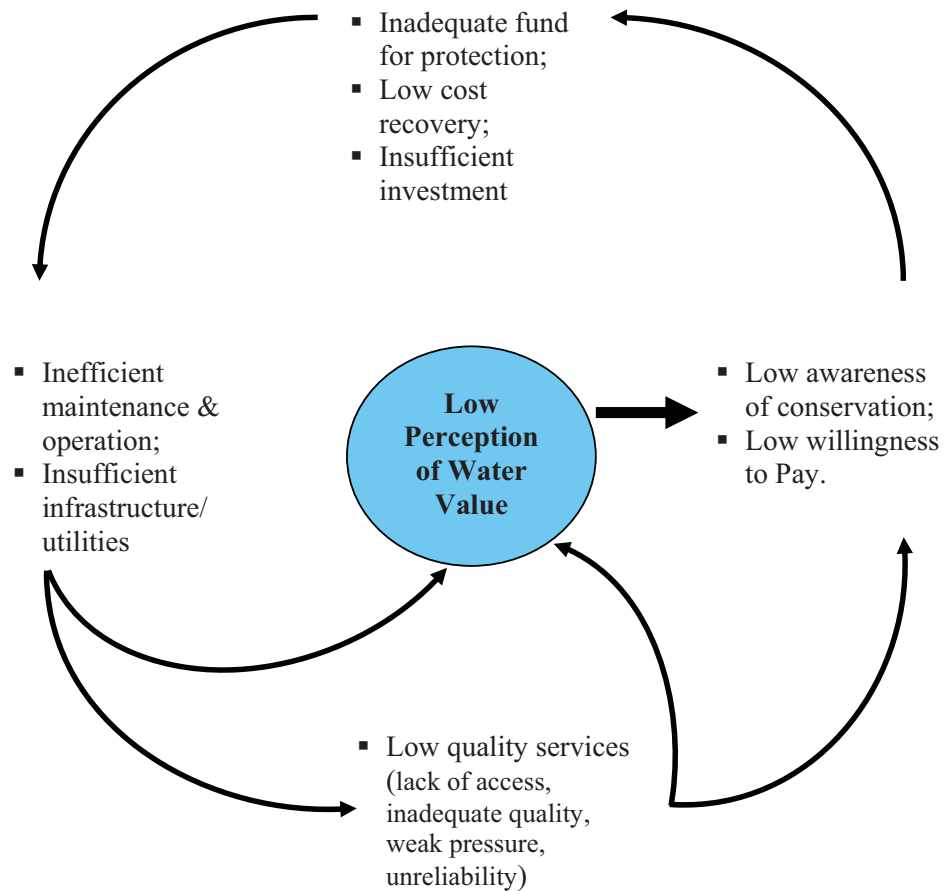 ▪ Inadequate fund
for protection;
▪ Low cost
recovery;
▪ Insufficient
investment
▪ Inefficient
maintenance &
operation;
▪ Insufficient
infrastructure/
utilities
Low
Perception
of Water
Value
▪ Low awareness
of conservation;
▪ Low willingness
to Pay.
▪ Low quality services
(lack of access,
inadequate quality,
weak pressure,
unreliability)